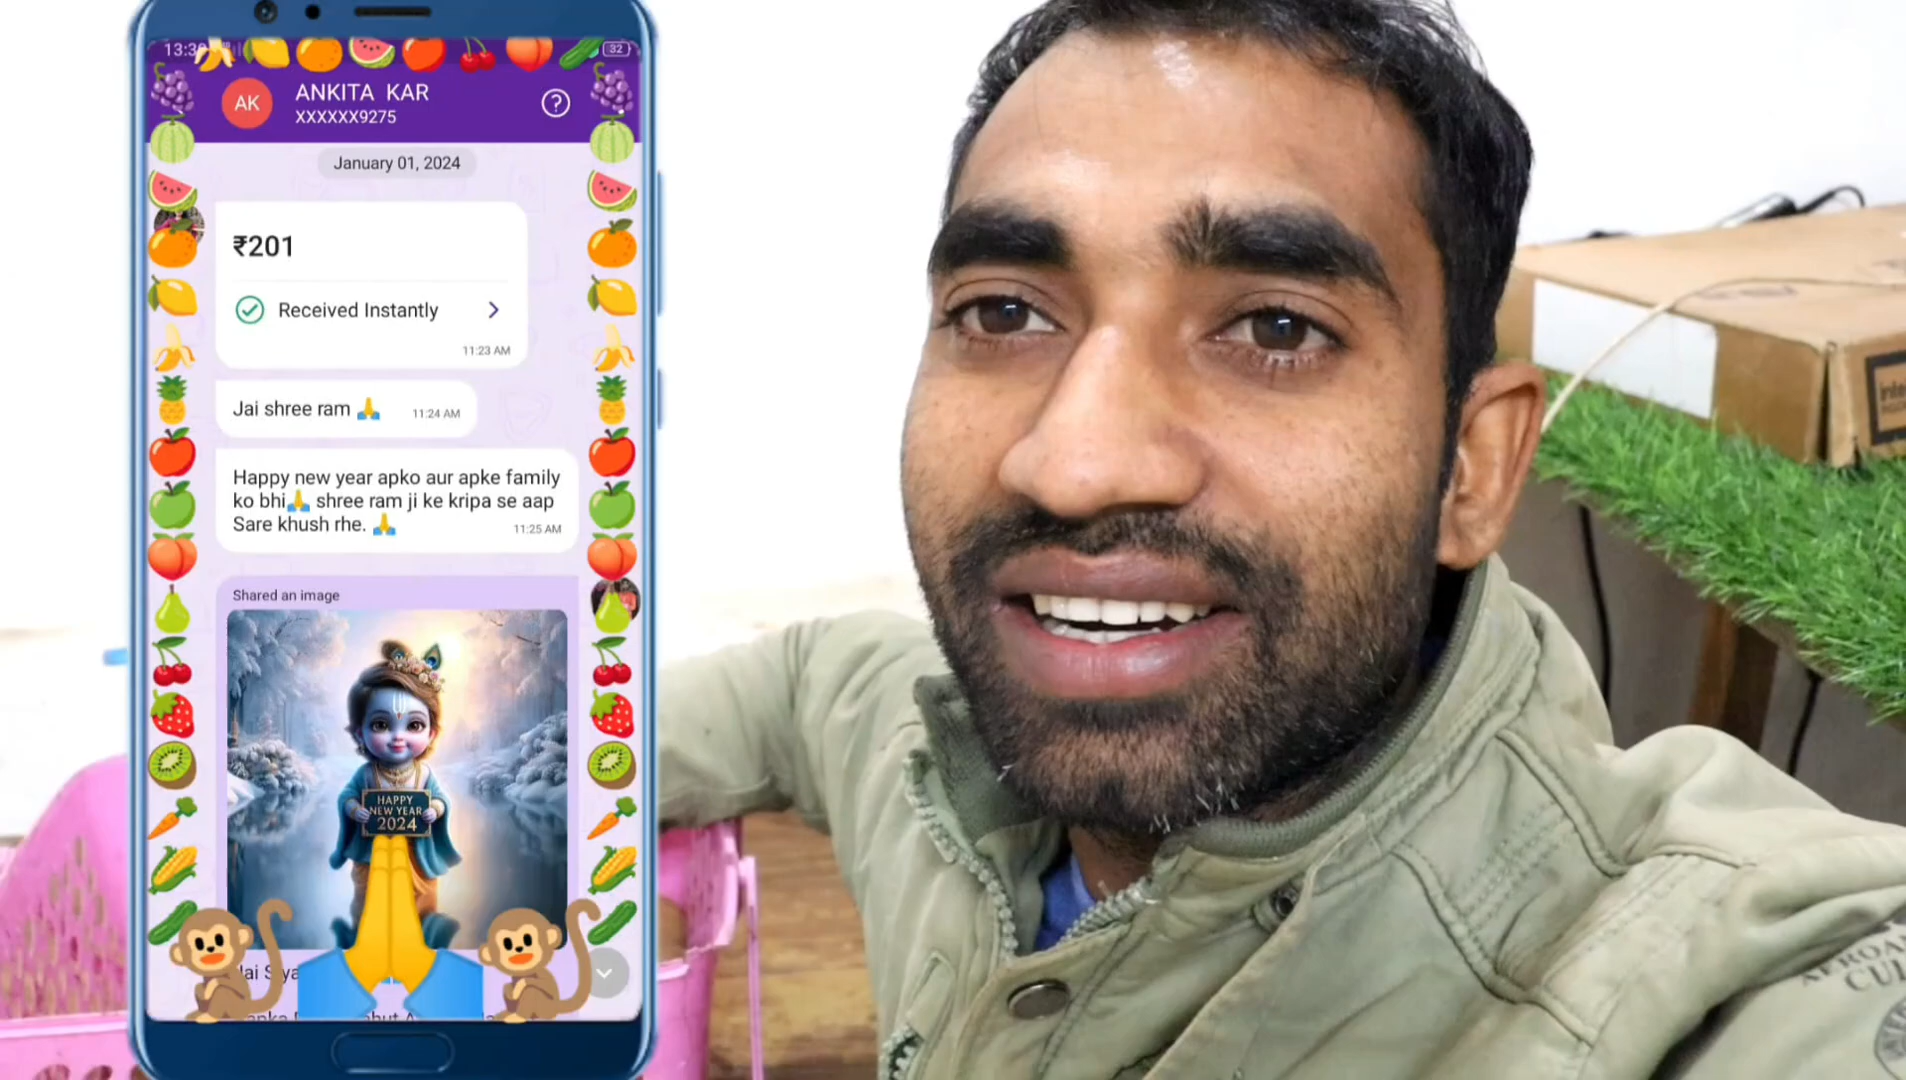 13:3
32
AK
ANKITA KAR
XXXXXX9275
?
January 01, 2024
₹201
Received Instantly
11:23 AM
Jai shree ram 🙏
11:24 AM
Happy new year apko aur apke family
ko bhi🙏 shree ram ji ke kripa se aap
Sare khush rhe. 🙏
11:25 AM
Shared an image
HAPPY
NEW YEAR
2024
CU